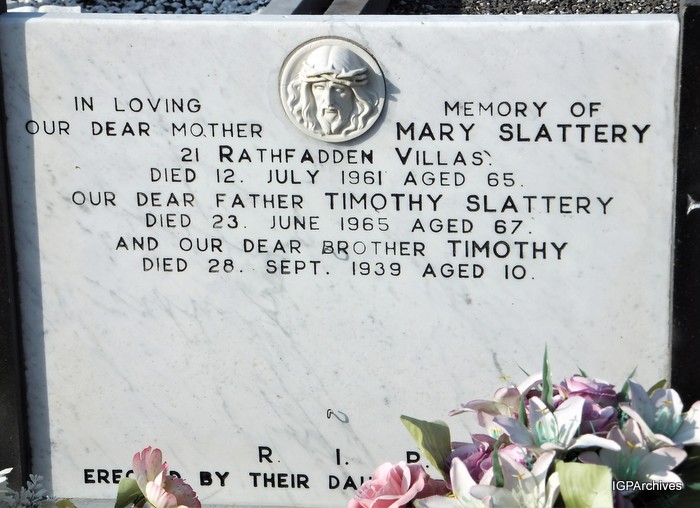 IN LOVING MEMORY OF
OUR DEAR MOTHER MARY SLATTERY
21 RATHFADDEN VILLAS.
DIED 12. JULY 1961 AGED 65.
OUR DEAR FATHER TIMOTHY SLATTERY
DIED 23. JUNE 1965 AGED 67.
AND OUR DEAR BROTHER TIMOTHY
DIED 28. SEPT. 1939 AGED 10.
R. I. P.
BY THEIR
IGPArchives